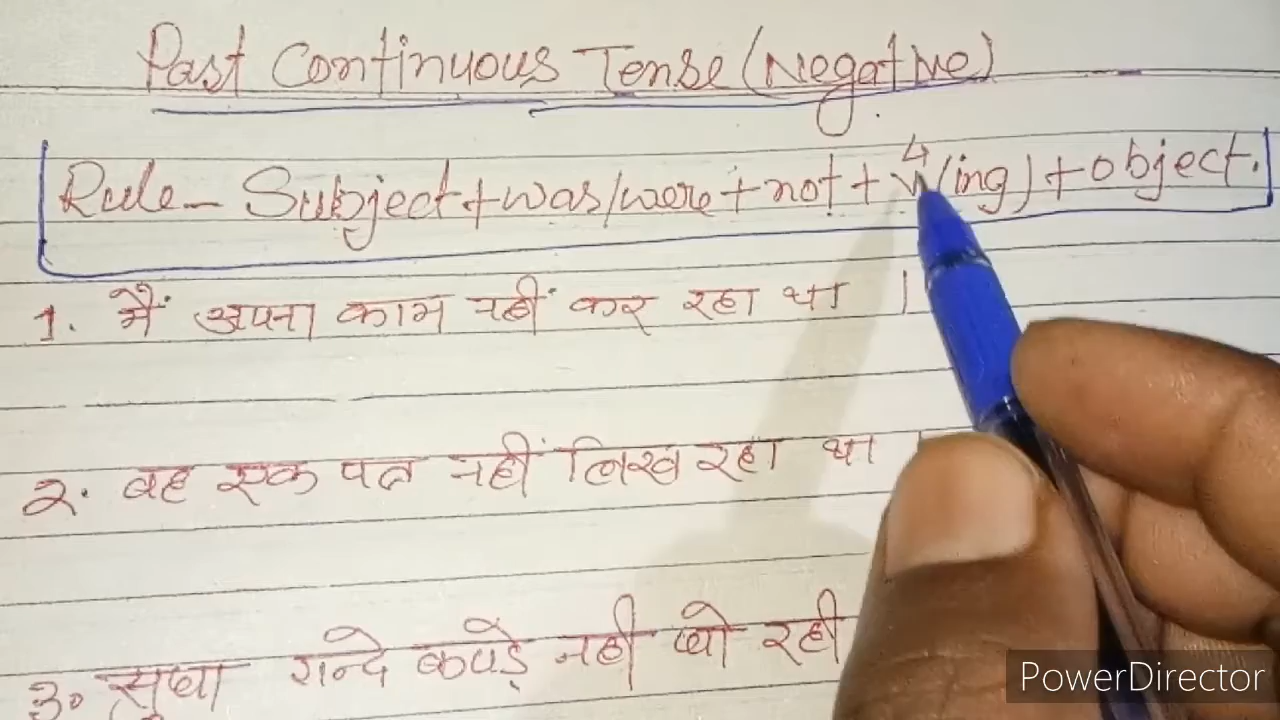 Past Continuous Tense (Negative)
Rule - Subject + was/were + not + V4 (ing) + object.
1. मैं अपना काम नहीं कर रहा था ।
2. वह एक पत्र नहीं लिख रहा था
3. सुधा गन्दे कपड़े नहीं धो रही
PowerDirector